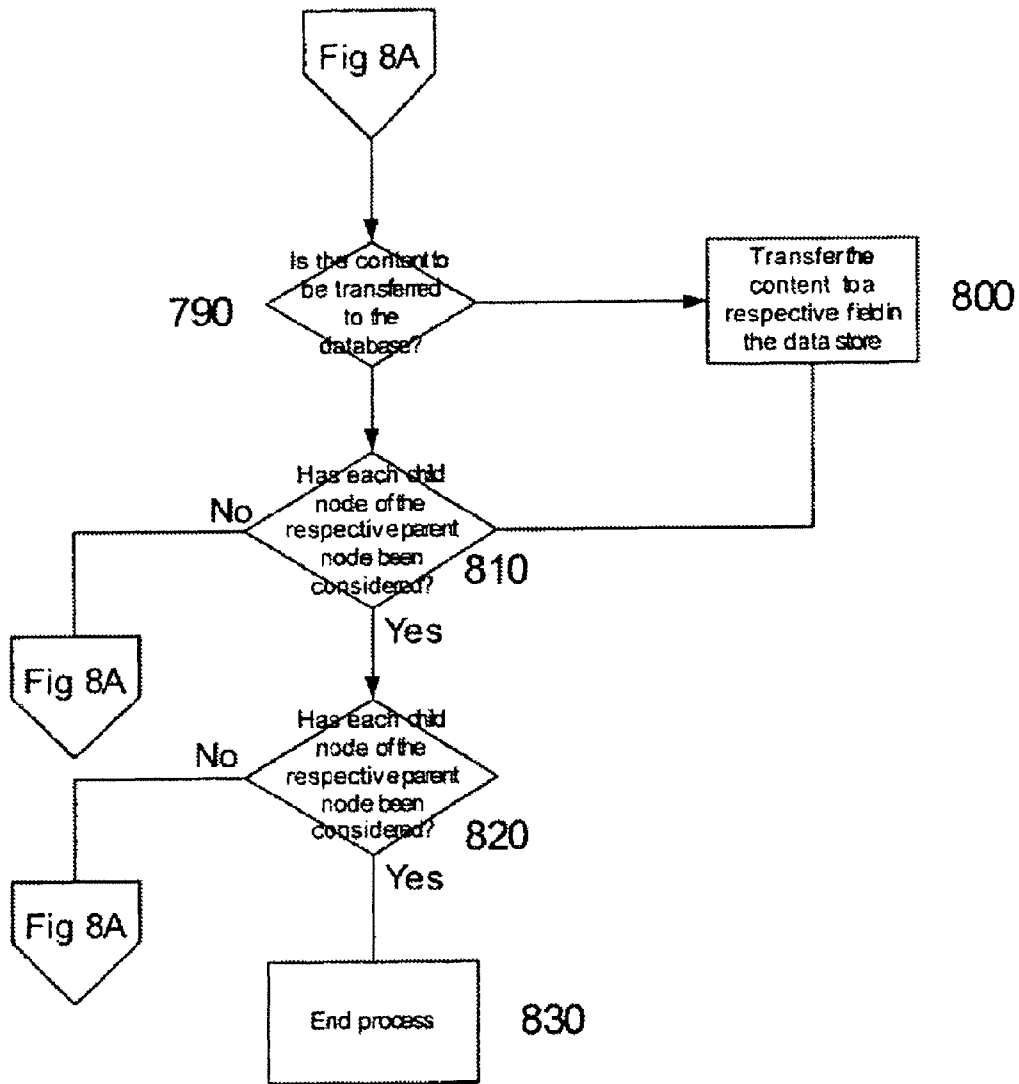 Fig 8A
Is the content to
be transferred
to the
database?
790
Transfer the
content to a
respective field in
the data store
800
Has each child
node of the
respective parent
node been
considered?
No
810
Yes
Fig 8A
Has each child
node of the
respective parent
node been
considered?
No
820
Yes
Fig 8A
End process
830